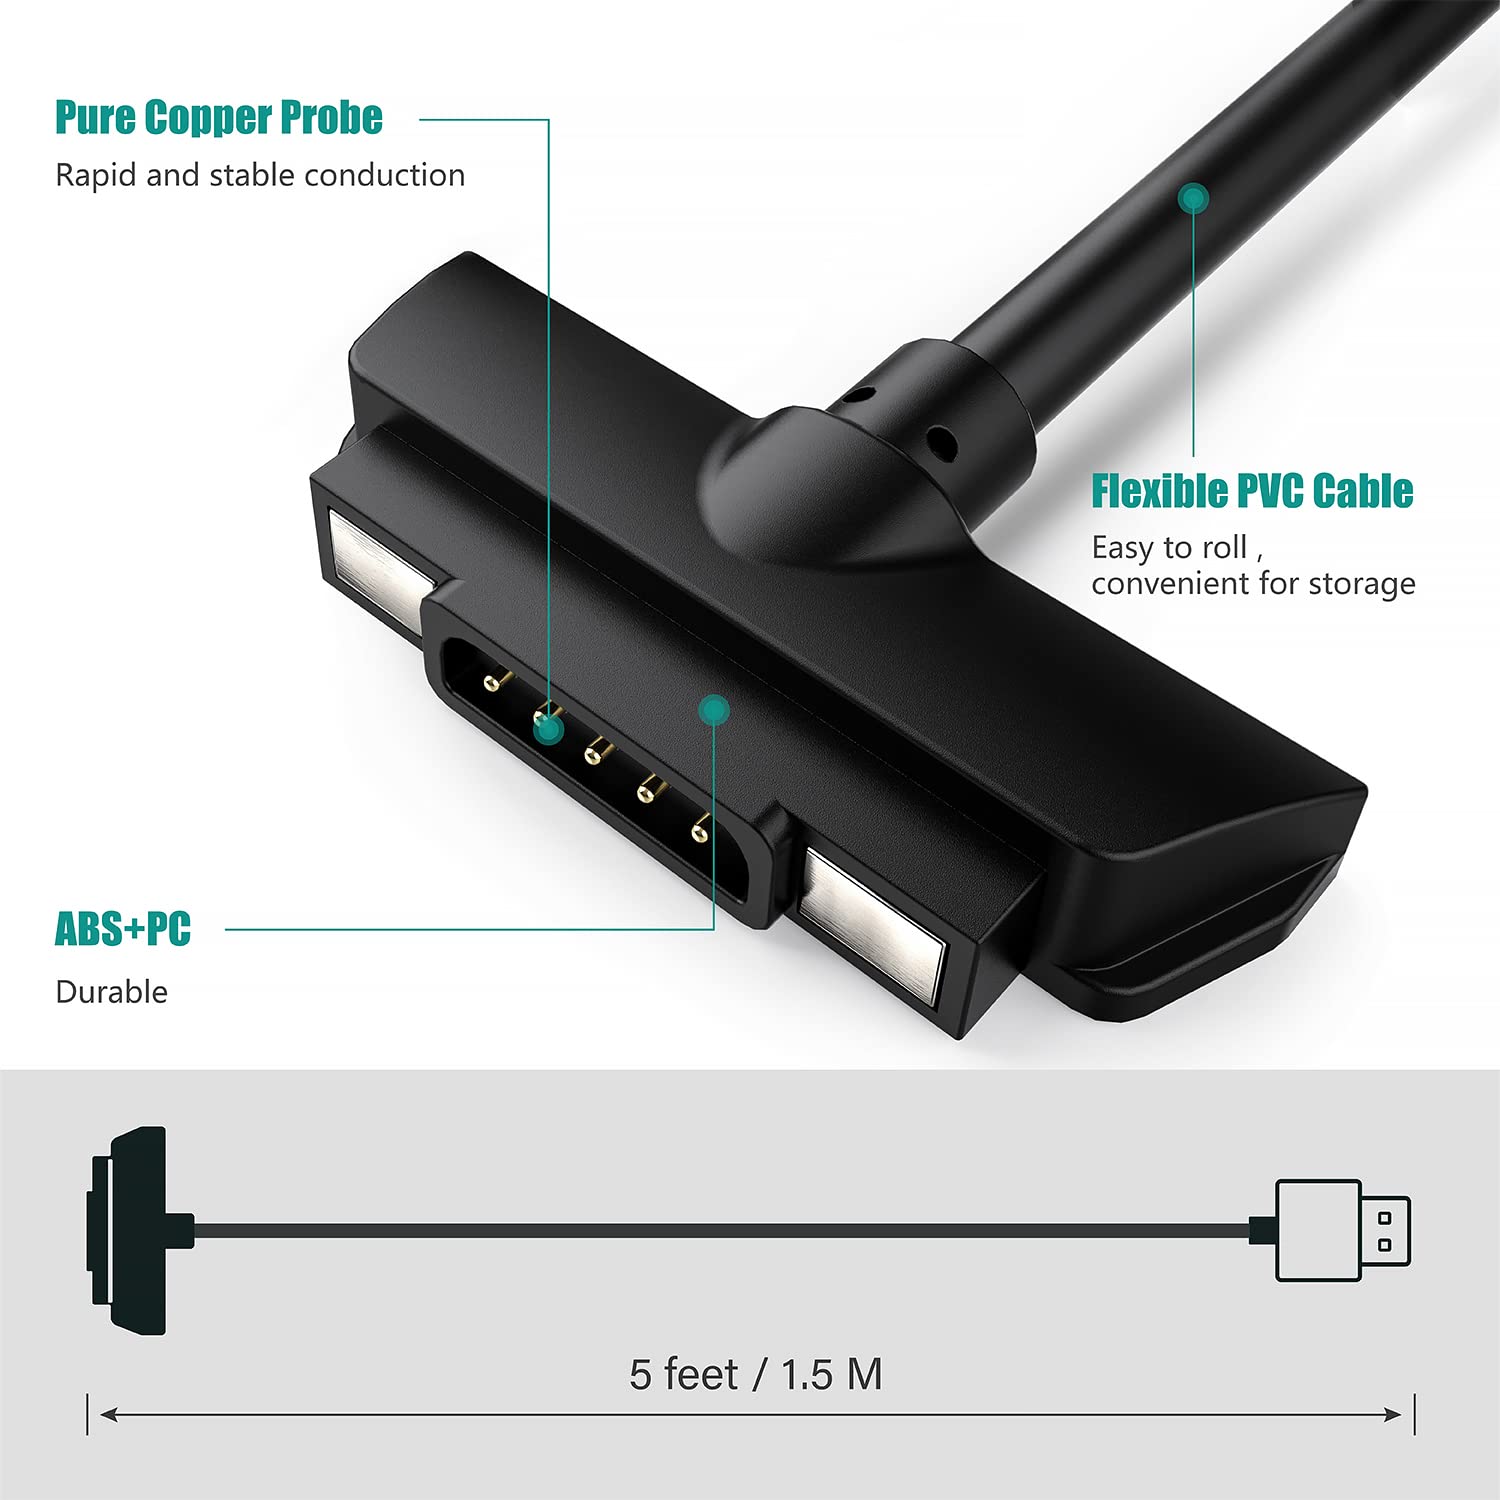 Pure Copper Probe
Rapid and stable conduction
Flexible PVC Cable
Easy to roll ,
convenient for storage
ABS+PC
Durable
5 feet / 1.5 M